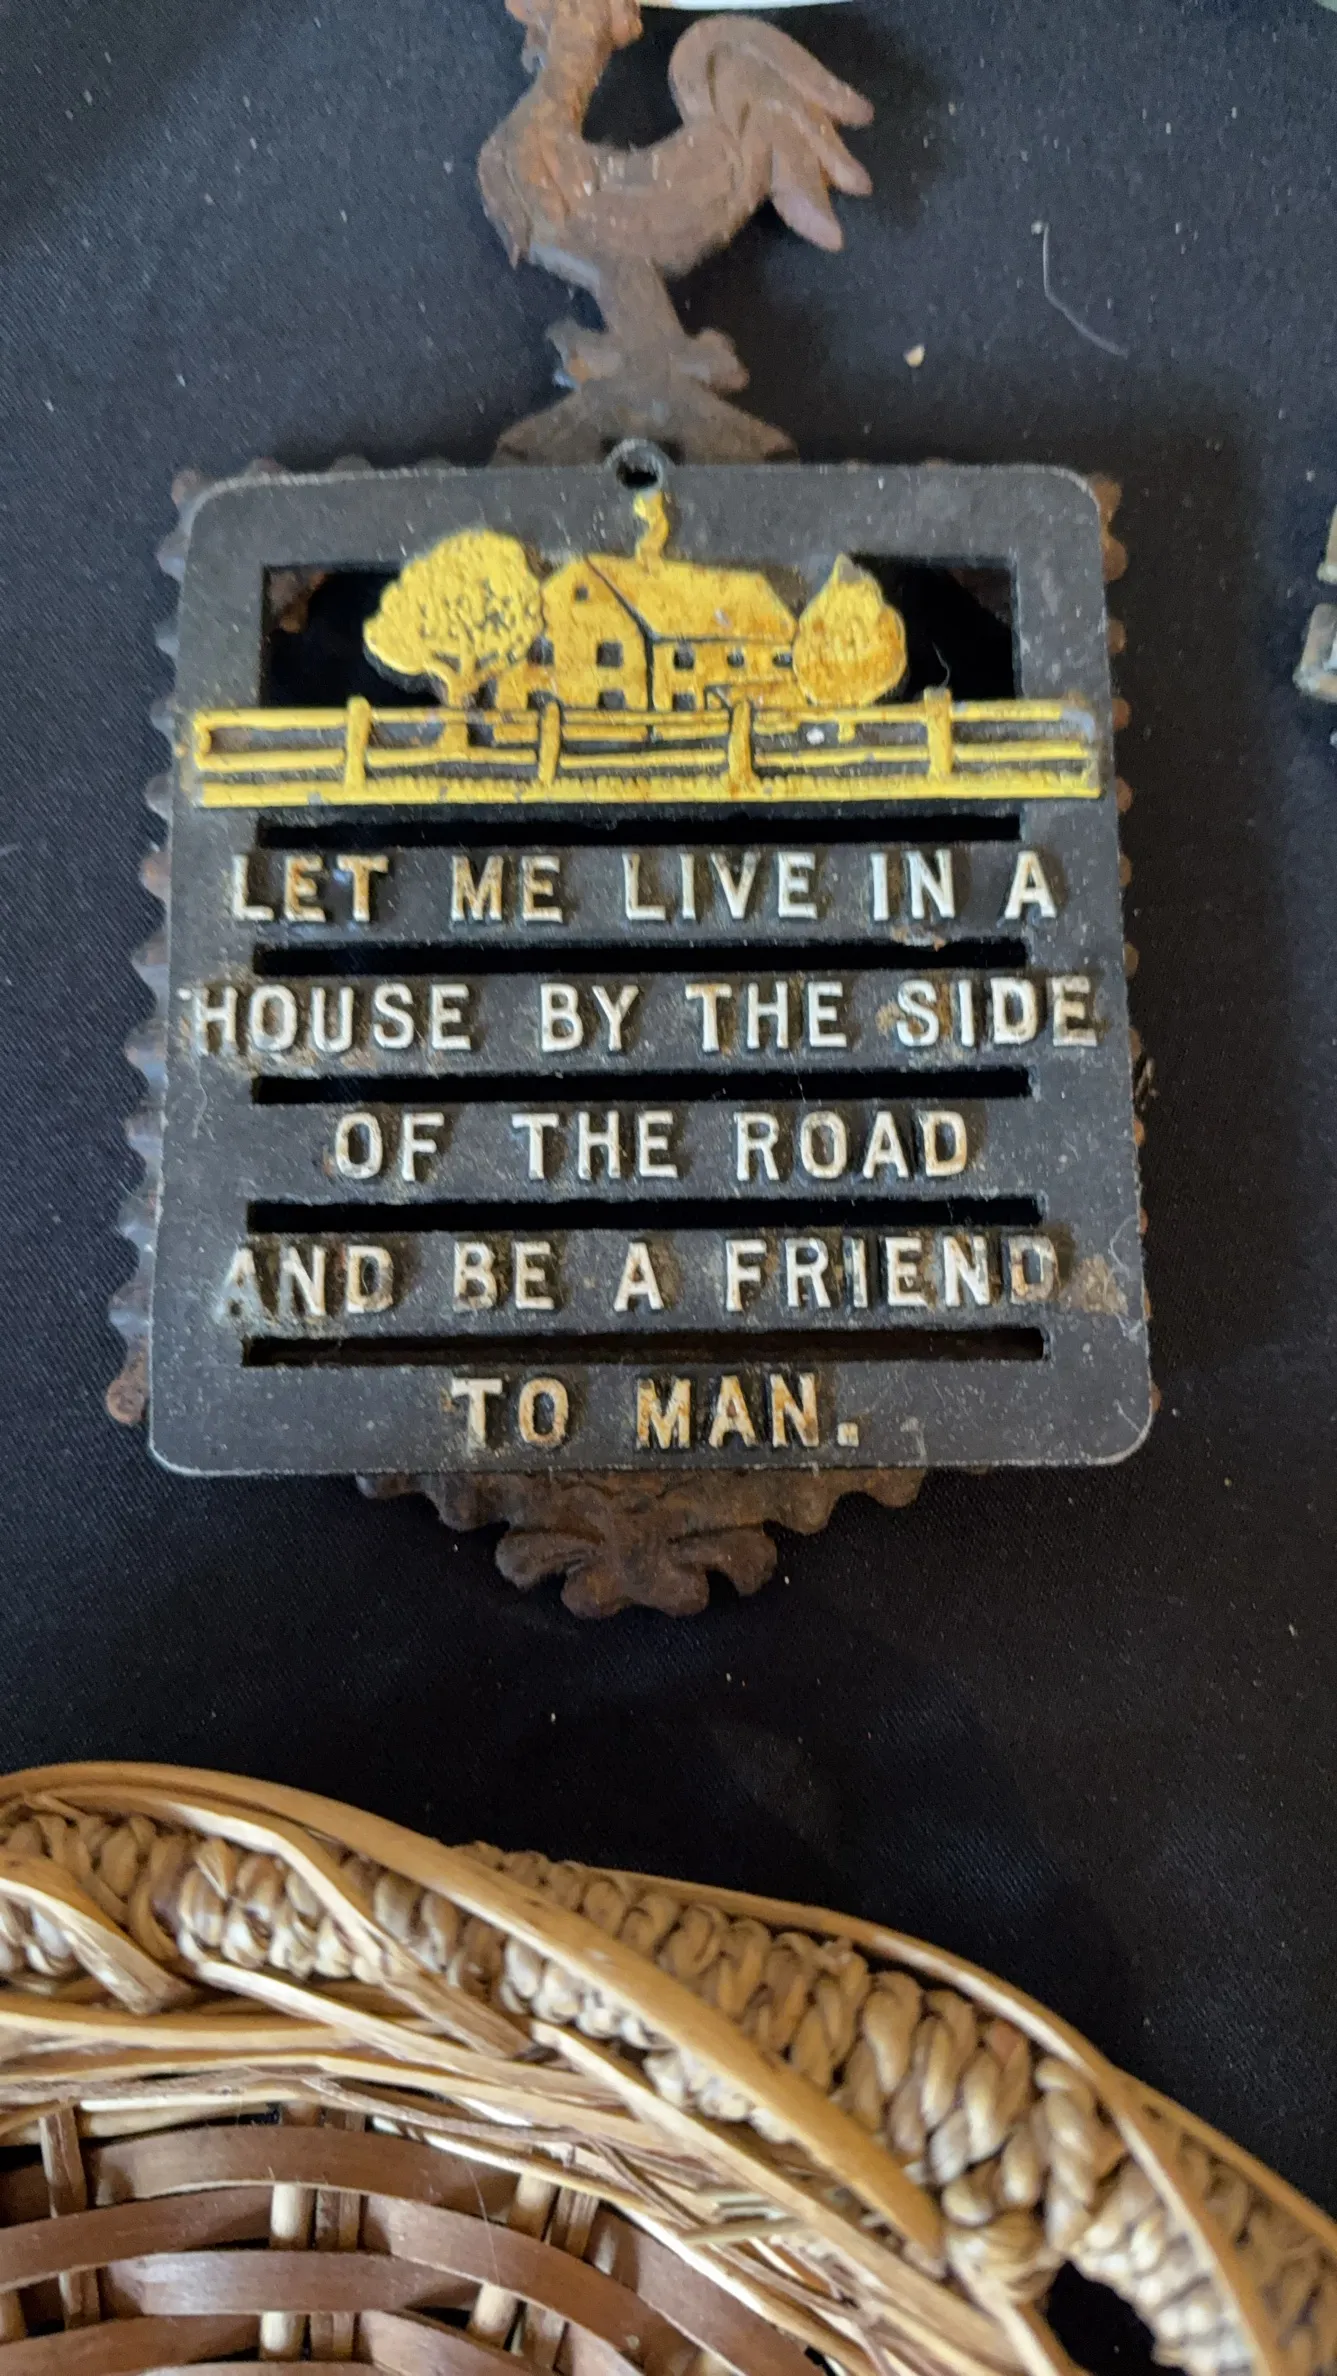 LET ME LIVE IN A
HOUSE BY THE SIDE
OF THE ROAD
AND BE A FRIEND
TO MAN.